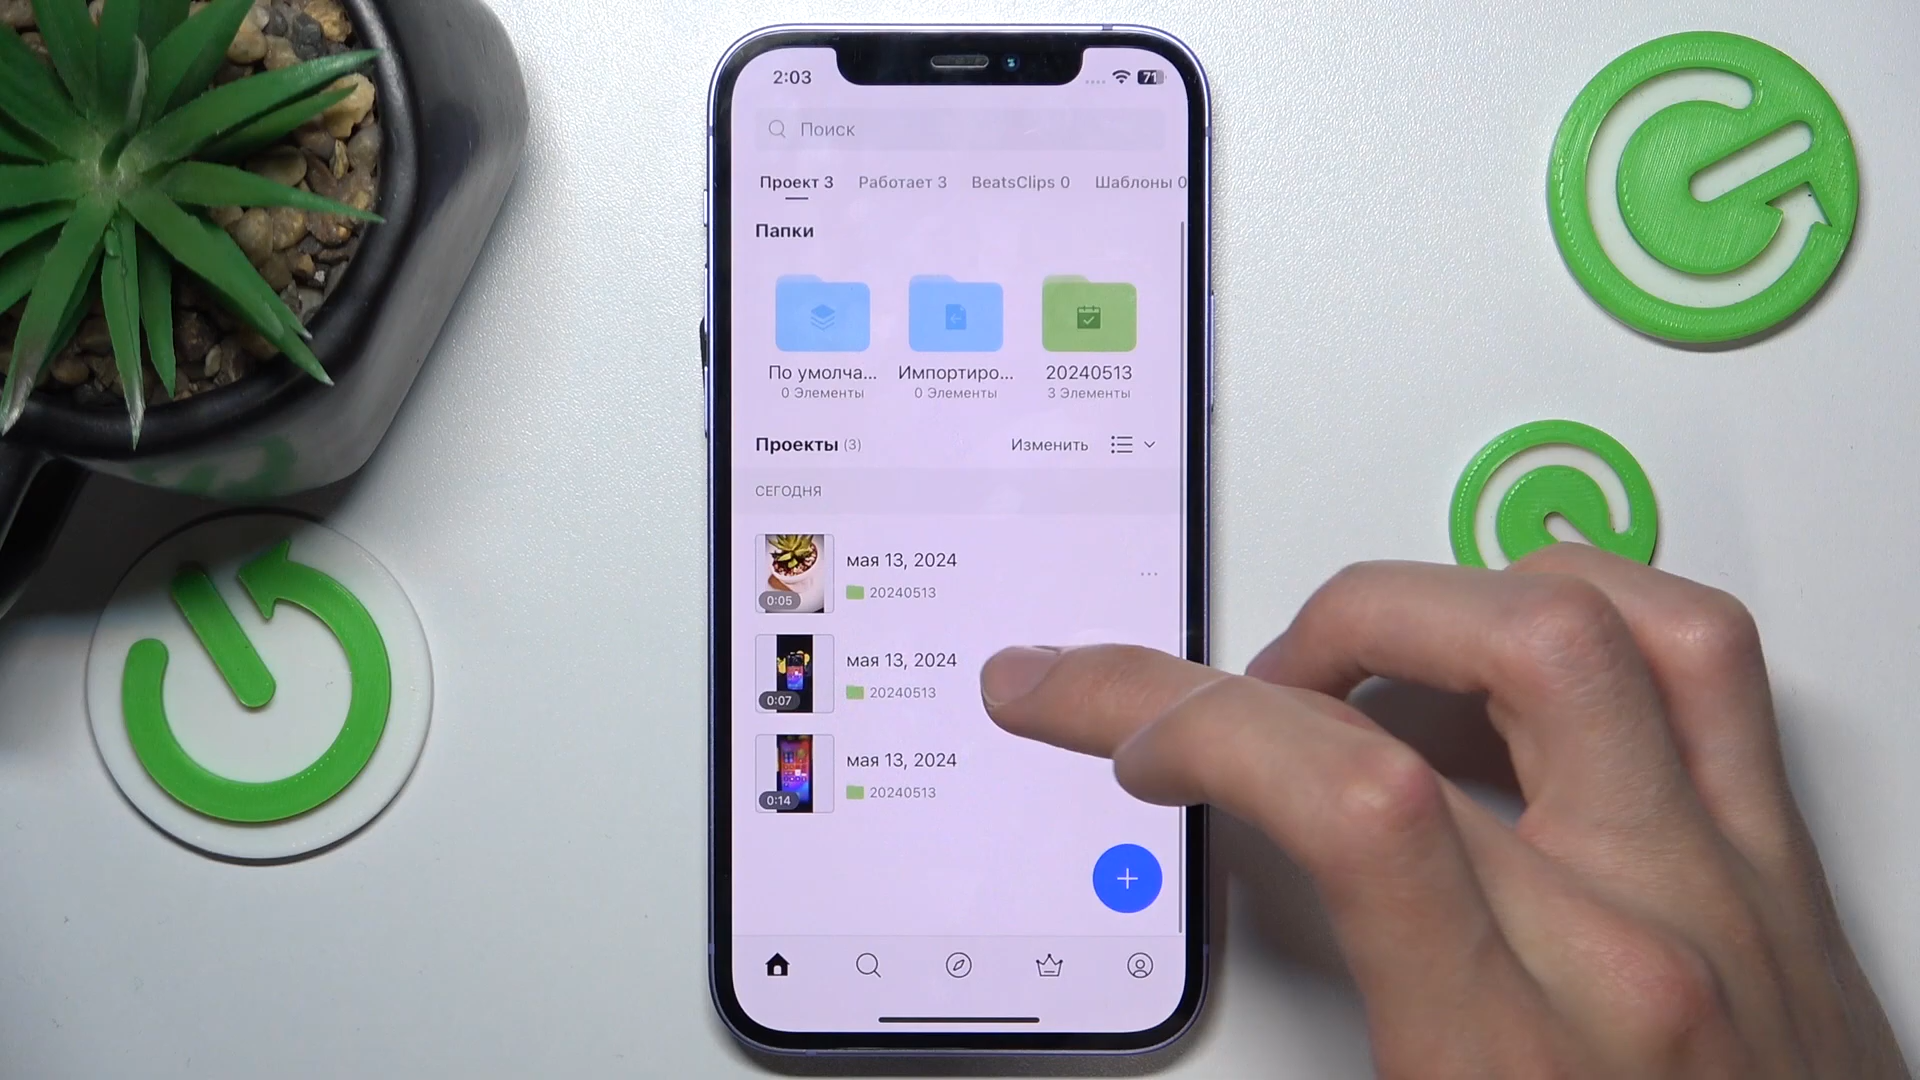 2:03
71
Поиск
Проект 3 Работает 3 BeatsClips 0 Шаблоны 0
Папки
По умолча... Импортиро... 20240513
0 Элементы 0 Элементы 3 Элементы
Проекты (3) Изменить
СЕГОДНЯ
0:05
мая 13, 2024
20240513
0:07
мая 13, 2024
20240513
0:14
мая 13, 2024
20240513